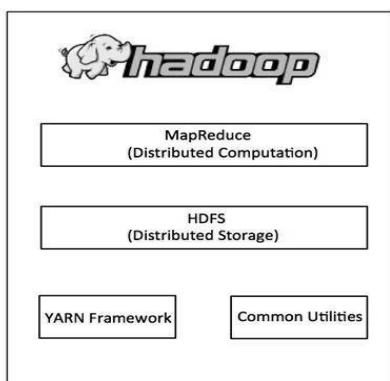 hadoop
MapReduce
(Distributed Computation)
HDFS
(Distributed Storage)
YARN Framework
Common Utilities